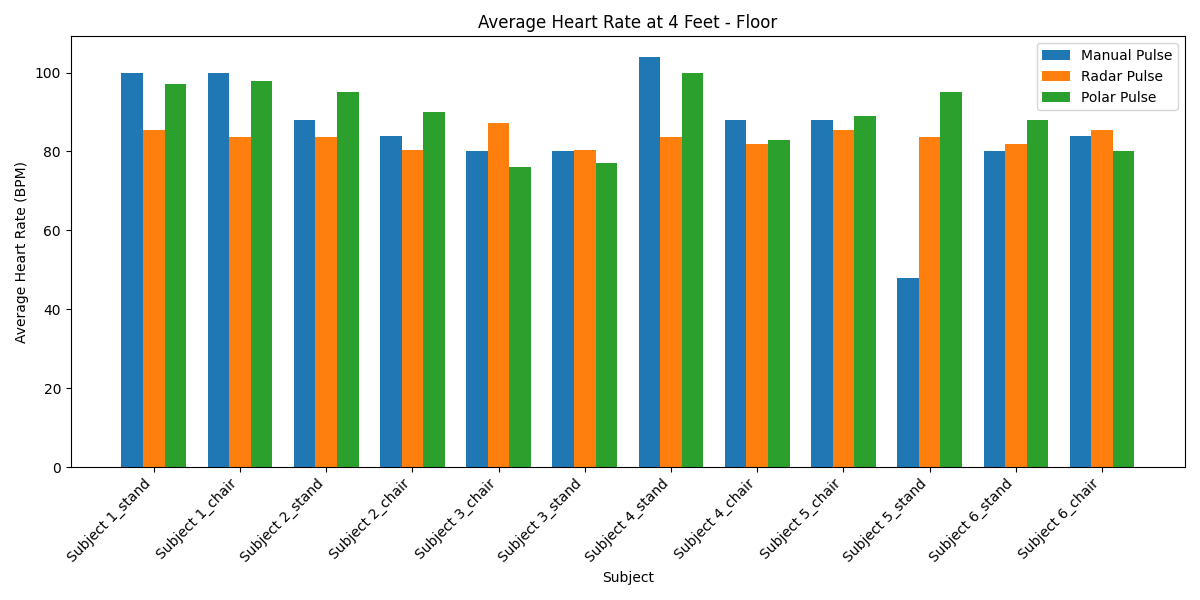 Average Heart Rate at 4 Feet - Floor
Manual Pulse
Radar Pulse
Polar Pulse
Average Heart Rate (BPM)
100
80
60
40
20
0
Subject 1_stand
Subject 1_chair
Subject 2_stand
Subject 2_chair
Subject 3_chair
Subject 3_stand
Subject 4_stand
Subject 4_chair
Subject 5_chair
Subject 5_stand
Subject 6_stand
Subject 6_chair
Subject